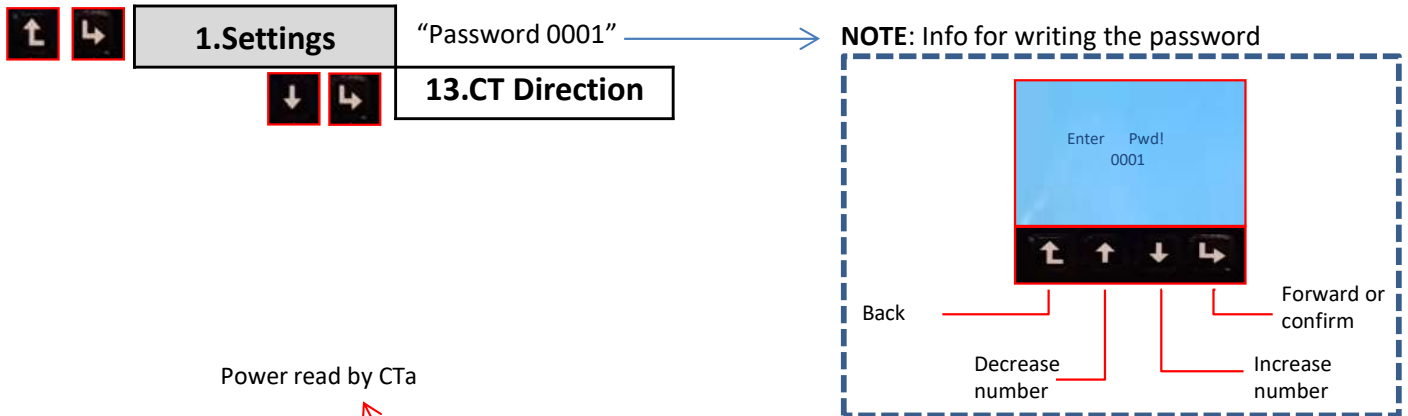 1.Settings
“Password 0001”
NOTE: Info for writing the password
13.CT Direction
Enter Pwd!
0001
Back
Forward or
confirm
Decrease
number
Increase
number
Power read by CTa